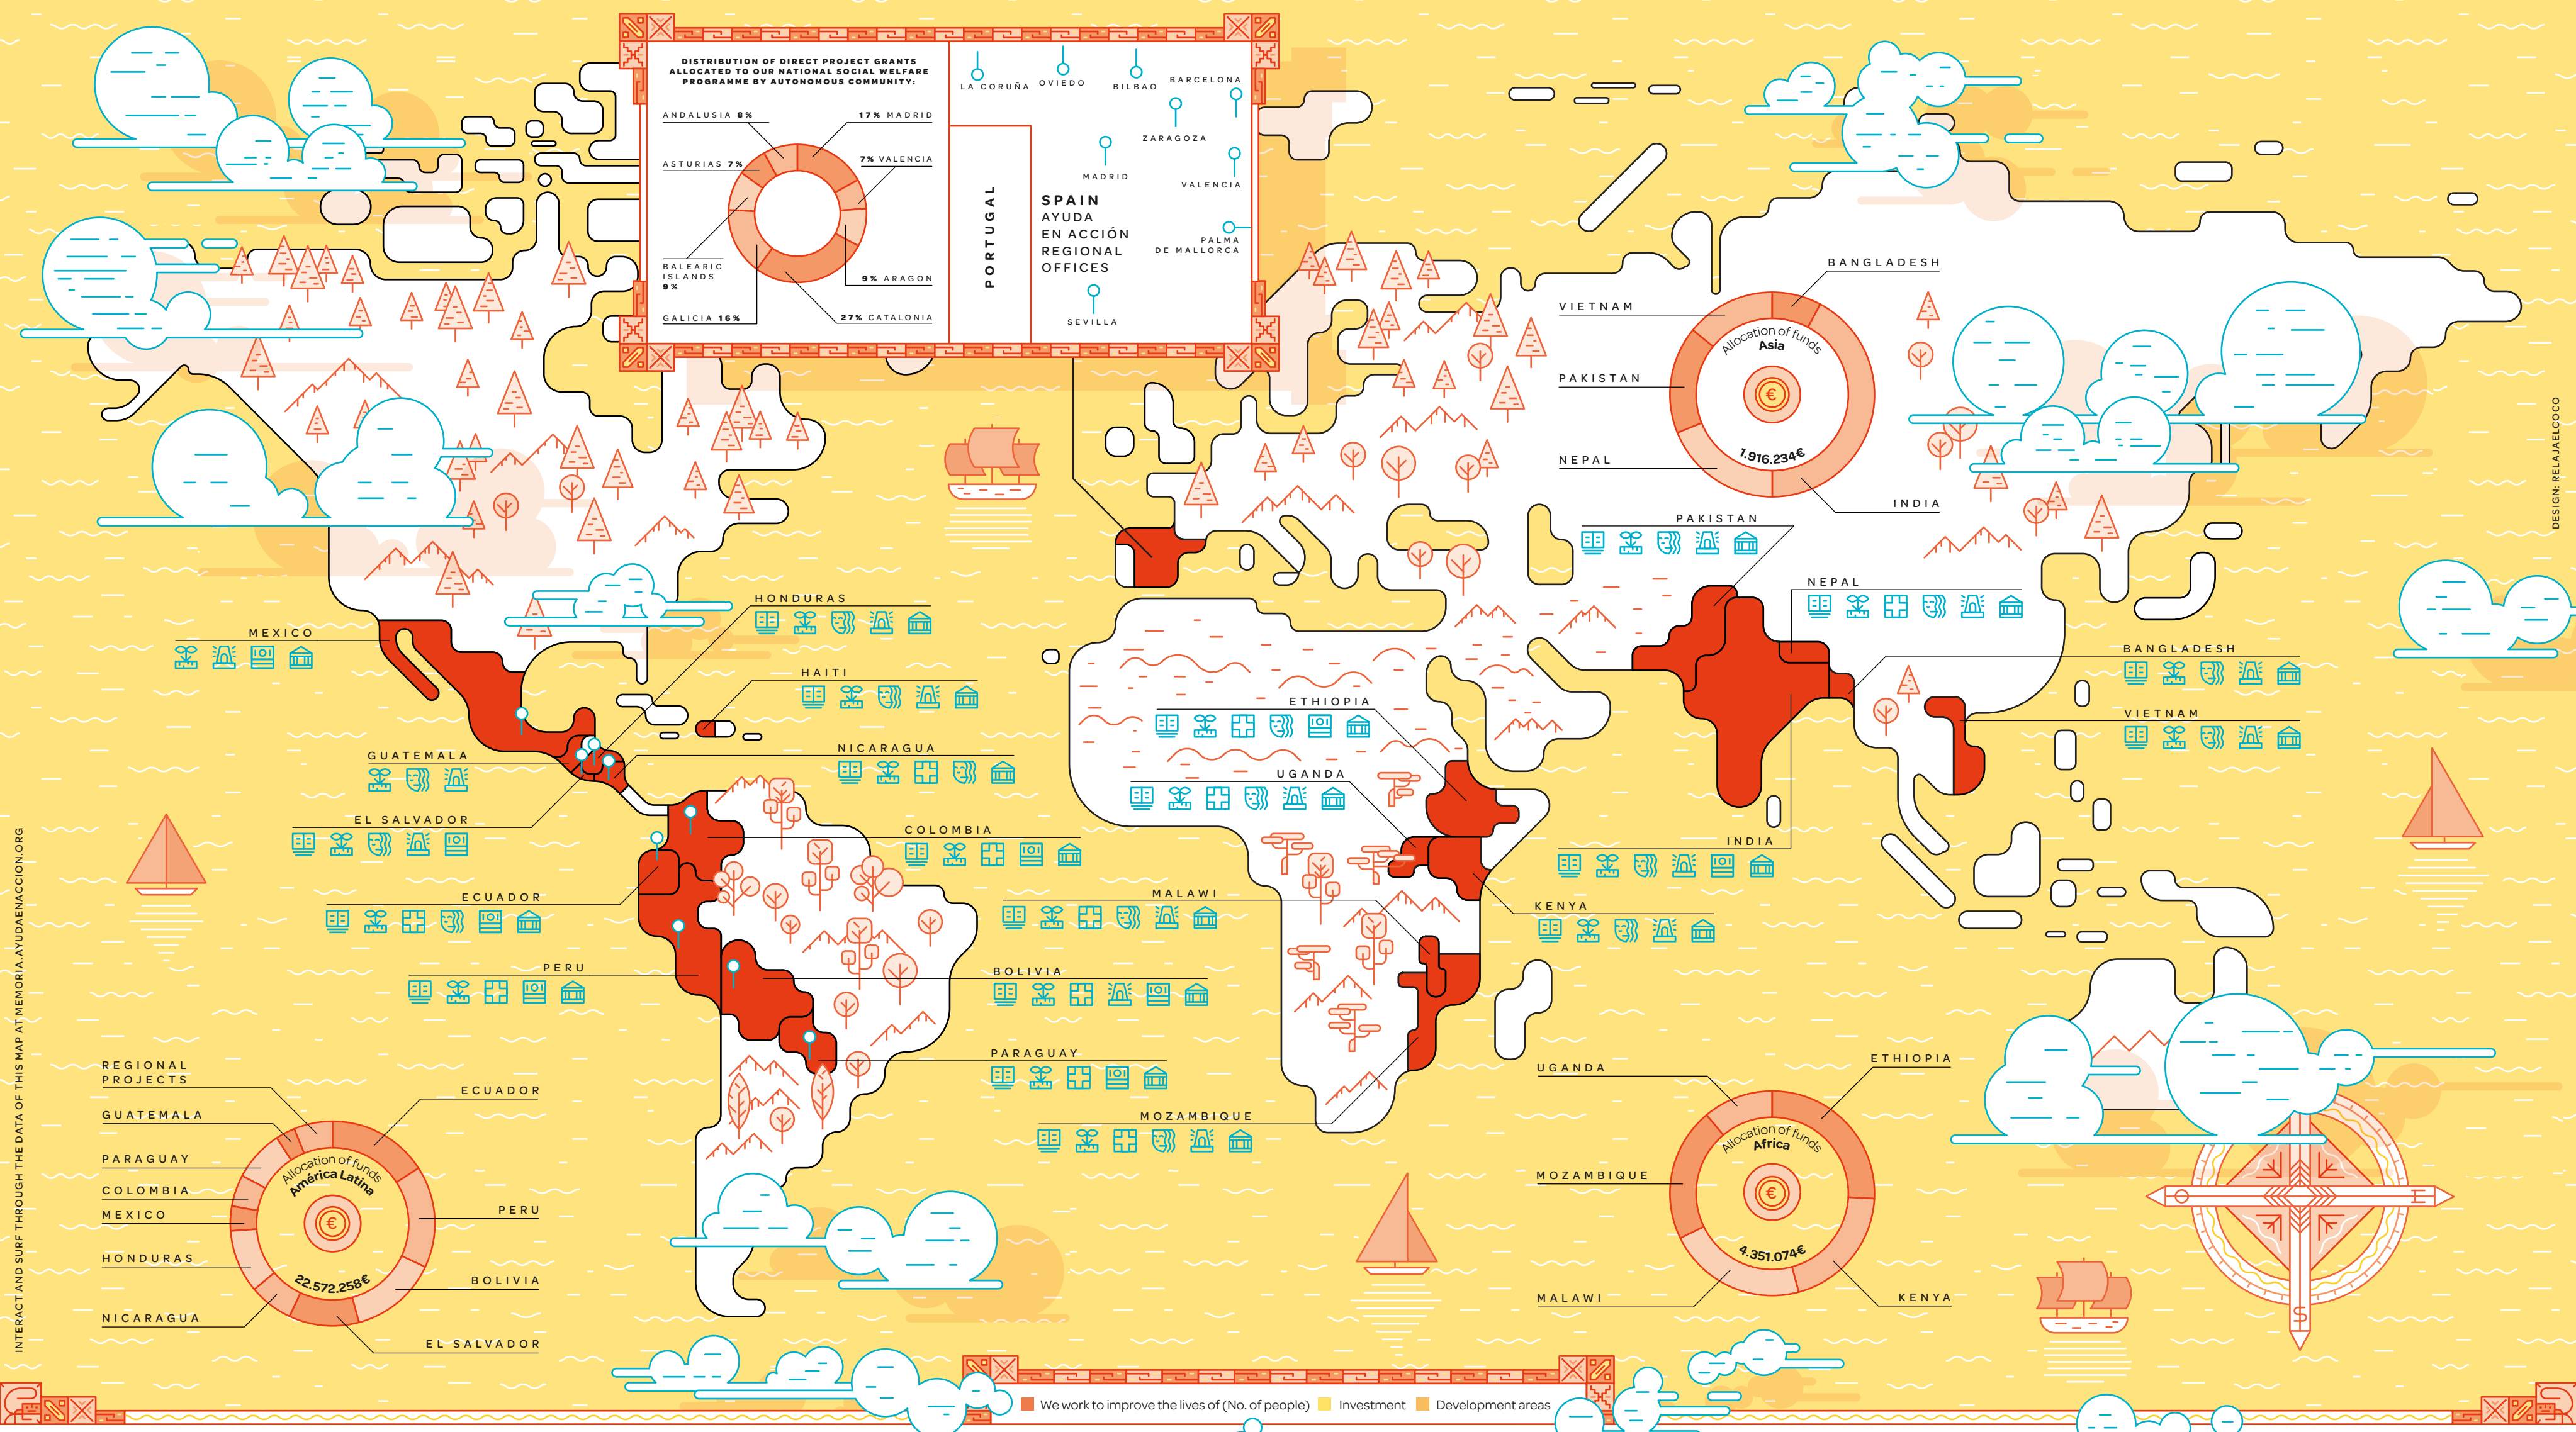 DISTRIBUTION OF DIRECT PROJECT GRANTS
ALLOCATED TO OUR NATIONAL SOCIAL WELFARE
PROGRAMME BY AUTONOMOUS COMMUNITY:
ANDALUSIA 8%
17% MADRID
ASTURIAS 7%
7% VALENCIA
BALEARIC
ISLANDS
9%
9% ARAGON
GALICIA 16%
27% CATALONIA
LA CORUÑA
OVIEDO
BILBAO
BARCELONA
ZARAGOZA
MADRID
VALENCIA
PORTUGAL
SPAIN
AYUDA
EN ACCIÓN
REGIONAL
OFFICES
PALMA
DE MALLORCA
SEVILLA
BANGLADESH
VIETNAM
PAKISTAN
NEPAL
INDIA
Allocation of funds
Asia
€
1.916.234€
DESIGN: RELAJAELCOCO
PAKISTAN
NEPAL
BANGLADESH
VIETNAM
INDIA
MEXICO
HONDURAS
HAITI
GUATEMALA
NICARAGUA
EL SALVADOR
COLOMBIA
ECUADOR
PERU
BOLIVIA
PARAGUAY
ETHIOPIA
UGANDA
MALAWI
KENYA
MOZAMBIQUE
INTERACT AND SURF THROUGH THE DATA OF THIS MAP AT MEMORIA.AYUDAENACCION.ORG
REGIONAL
PROJECTS
ECUADOR
GUATEMALA
PARAGUAY
COLOMBIA
MEXICO
PERU
HONDURAS
BOLIVIA
NICARAGUA
EL SALVADOR
Allocation of funds
América Latina
€
22.572.258€
UGANDA
ETHIOPIA
MOZAMBIQUE
MALAWI
KENYA
Allocation of funds
Africa
€
4.351.074€
O
E
S
We work to improve the lives of (No. of people)
Investment
Development areas